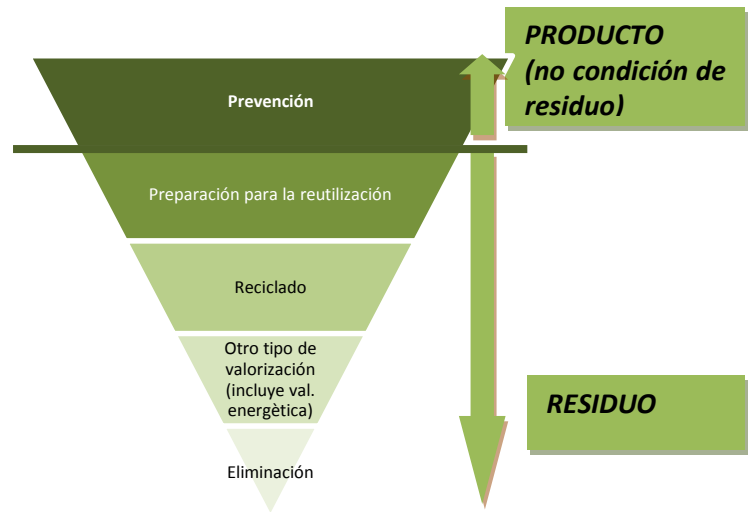 PRODUCTO
(no condición de
residuo)
Prevención
Preparación para la reutilización
Reciclado
Otro tipo de
valorización
(incluye val.
energètica)
RESIDUO
Eliminación